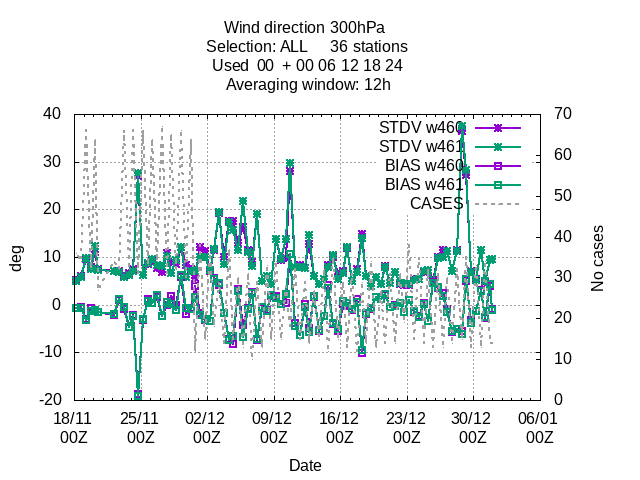 Wind direction 300hPa
Selection: ALL     36 stations
Used  00  + 00 06 12 18 24
Averaging window: 12h
40
30
20
10
0
-10
-20
deg
70
60
50
40
30
20
10
0
No cases
STDV w460
STDV w461
BIAS w460
BIAS w461
CASES
18/11 25/11 02/12 09/12 16/12 23/12 30/12 06/01
00Z 00Z 00Z 00Z 00Z 00Z 00Z 00Z
Date